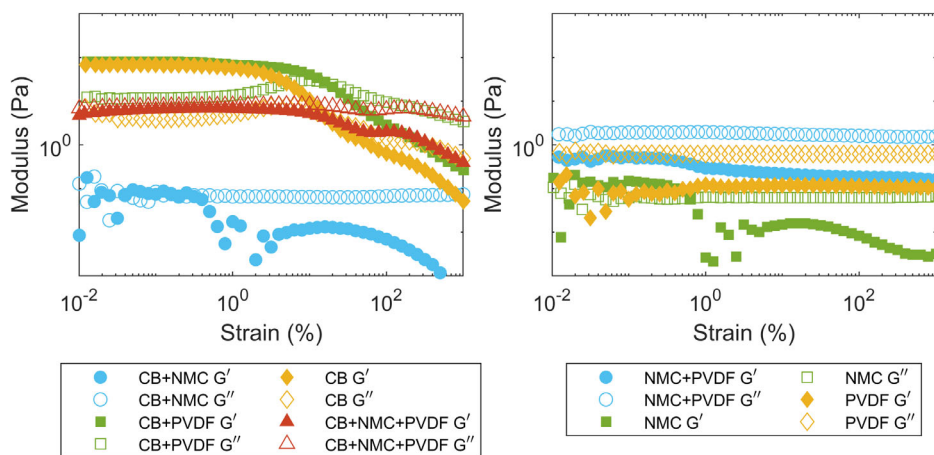 Modulus (Pa)
10^0
10^-2 10^0 10^2
Strain (%)
CB+NMC G′
CB+NMC G″
CB+PVDF G′
CB+PVDF G″
CB G′
CB G″
CB+NMC+PVDF G′
CB+NMC+PVDF G″
Modulus (Pa)
10^0
10^-2 10^0 10^2
Strain (%)
NMC+PVDF G′
NMC+PVDF G″
NMC G′
NMC G″
PVDF G′
PVDF G″